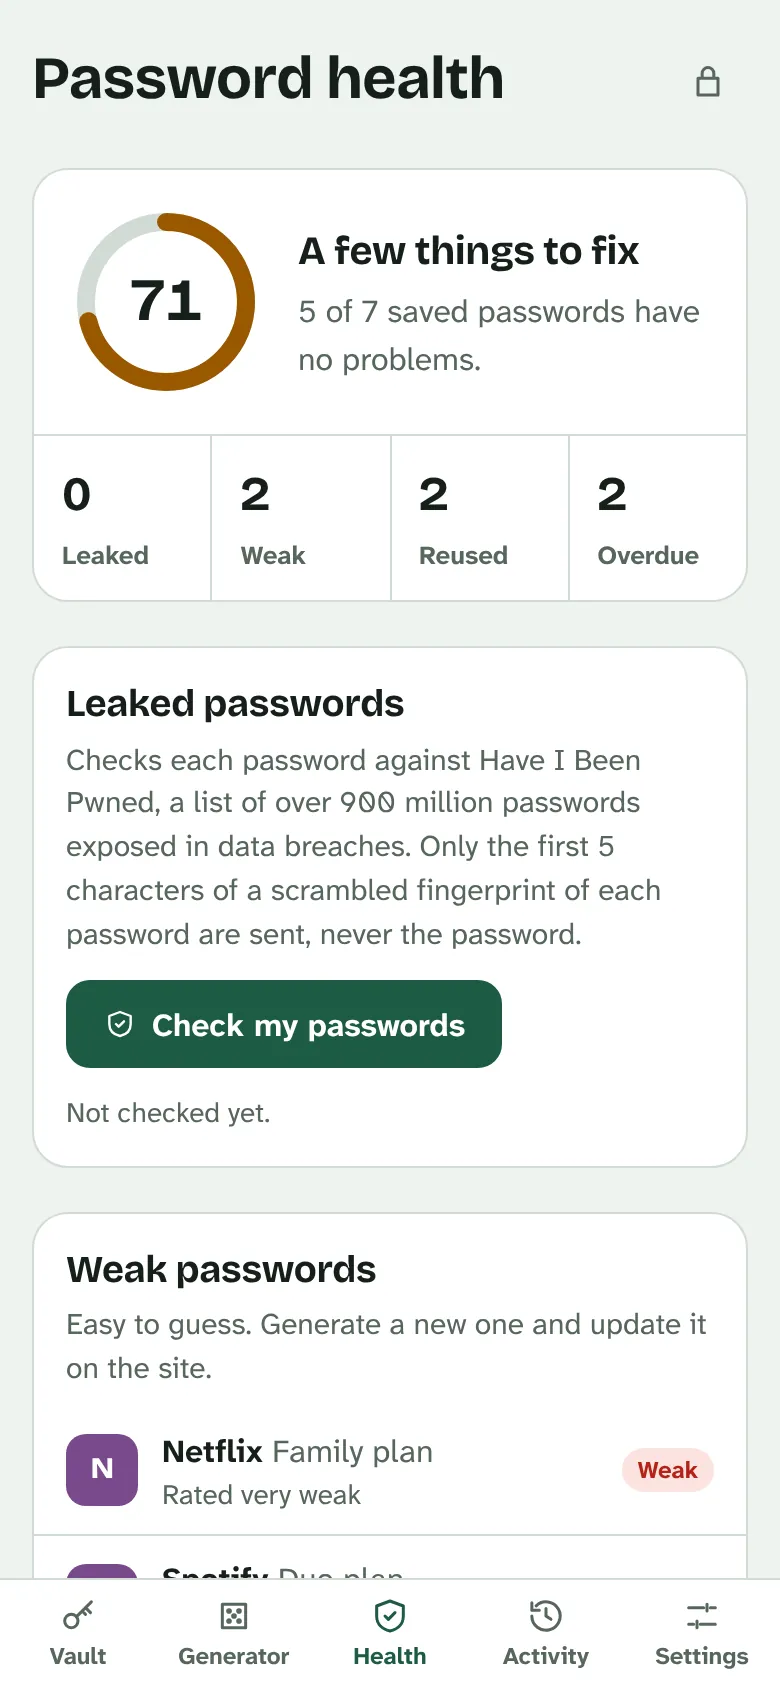 Password health
71
A few things to fix
5 of 7 saved passwords have
no problems.
0
Leaked
2
Weak
2
Reused
2
Overdue
Leaked passwords
Checks each password against Have I Been
Pwned, a list of over 900 million passwords
exposed in data breaches. Only the first 5
characters of a scrambled fingerprint of each
password are sent, never the password.
Check my passwords
Not checked yet.
Weak passwords
Easy to guess. Generate a new one and update it
on the site.
N
Netflix Family plan
Rated very weak
Weak
Spotify Duo plan
Vault
Generator
Health
Activity
Settings